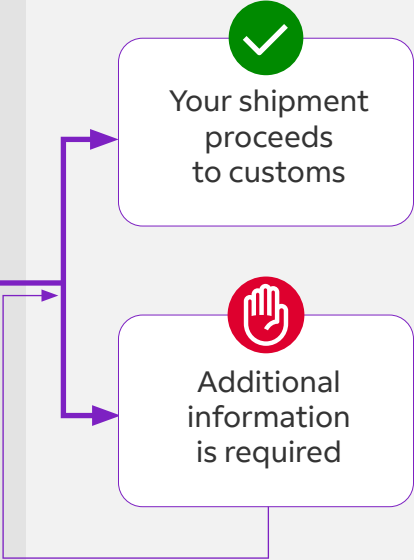 Your shipment
proceeds
to customs
Additional
information
is required